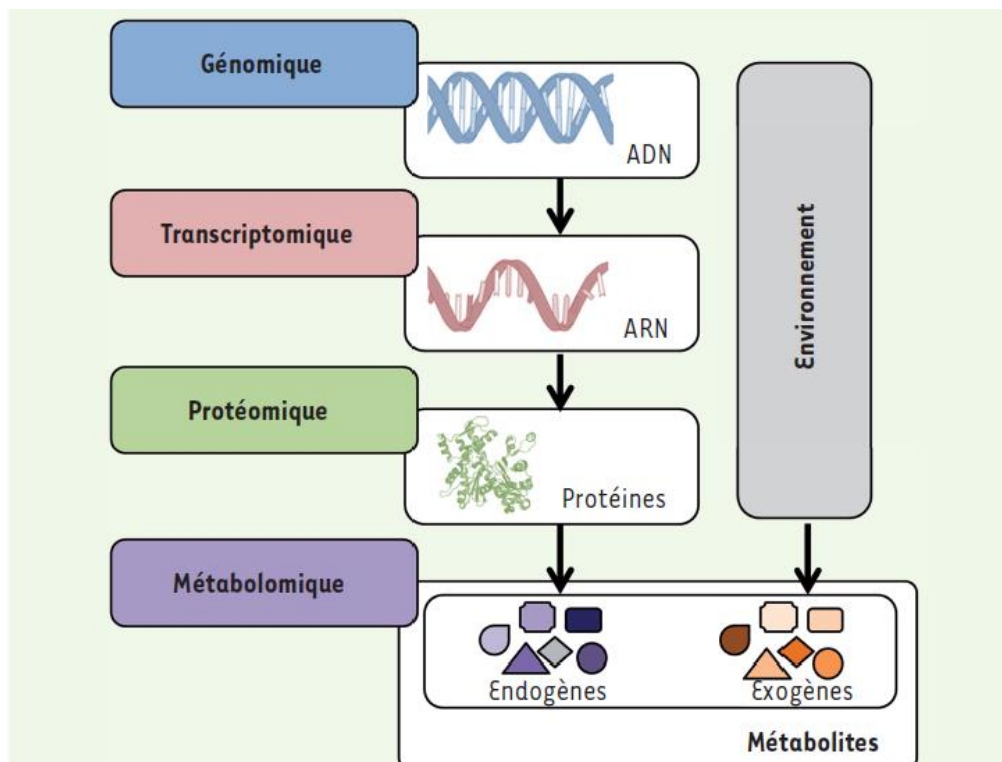 Génomique
ADN
Transcriptomique
ARN
Protéomique
Protéines
Environnement
Métabolomique
Endogènes
Exogènes
Métabolites